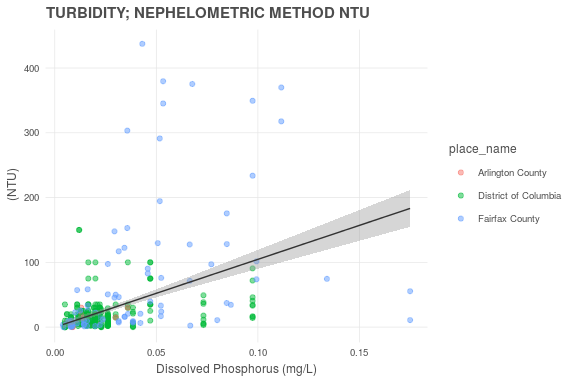 TURBIDITY; NEPHELOMETRIC METHOD NTU
400
300
200
100
0
(NTU)
0.00 0.05 0.10 0.15
Dissolved Phosphorus (mg/L)
place_name
Arlington County
District of Columbia
Fairfax County